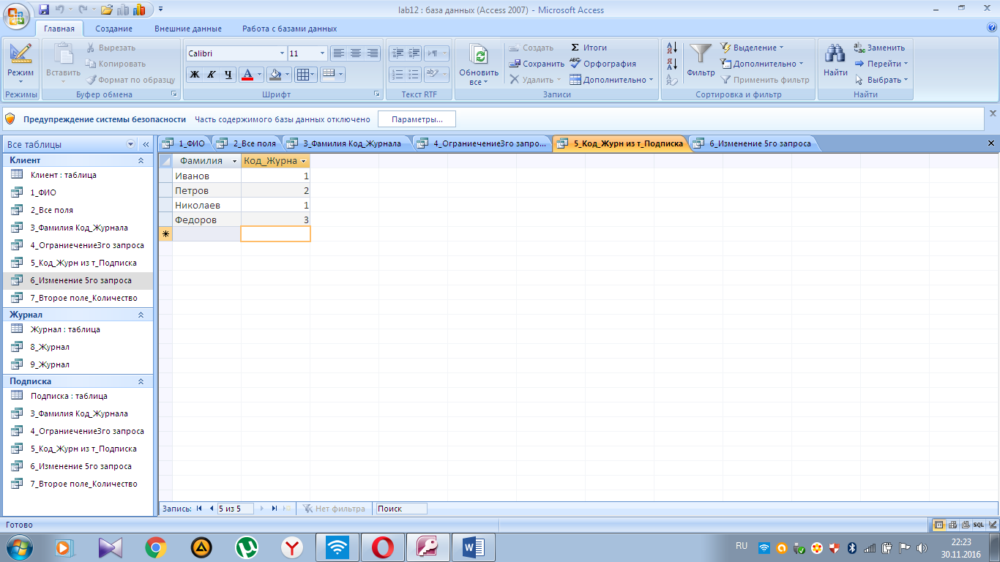 lab12 : база данных (Access 2007) - Microsoft Access
Главная Создание Внешние данные Работа с базами данных
Режим
Режимы
Вставить
Вырезать
Копировать
Формат по образцу
Буфер обмена
Calibri 11
Ж К Ч А
Шрифт
Текст RTF
Обновить все
Создать
Сохранить
Удалить
Итоги
Орфография
Дополнительно
Записи
Фильтр
Выделение
Дополнительно
Применить фильтр
Сортировка и фильтр
Найти
Заменить
Перейти
Выбрать
Найти
Предупреждение системы безопасности Часть содержимого базы данных отключено Параметры...
Все таблицы
Клиент
Клиент : таблица
1_ФИО
2_Все поля
3_Фамилия Код_Журнала
4_Ограниечение3го запроса
5_Код_Журн из т_Подписка
6_Изменение 5го запроса
7_Второе поле_Количество
Журнал
Журнал : таблица
8_Журнал
9_Журнал
Подписка
Подписка : таблица
3_Фамилия Код_Журнала
4_Ограниечение3го запроса
5_Код_Журн из т_Подписка
6_Изменение 5го запроса
7_Второе поле_Количество
1_ФИО 2_Все поля 3_Фамилия Код_Журнала 4_Ограниечение3го запро... 5_Код_Журн из т_Подписка 6_Изменение 5го запроса
Фамилия Код_Журна
Иванов 1
Петров 2
Николаев 1
Федоров 3
Запись: 5 из 5 Нет фильтра Поиск
Готово
SQL
RU
22:23
30.11.2016